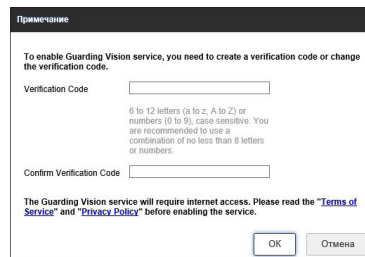 Примечание
To enable Guarding Vision service, you need to create a verification code or change
the verification code.
Verification Code
6 to 12 letters (a to z, A to Z) or
numbers (0 to 9), case sensitive. You
are recommended to use a
combination of no less than 8 letters
or numbers.
Confirm Verification Code
The Guarding Vision service will require internet access. Please read the "Terms of
Service" and "Privacy Policy" before enabling the service.
ОК Отмена